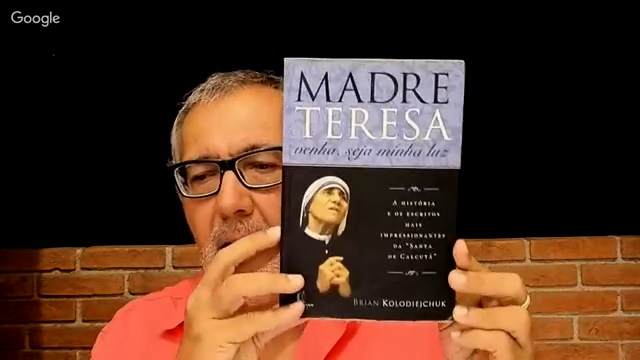 Google
MADRE
TERESA
venha, seja minha luz
A HISTÓRIA
E OS ESCRITOS
MAIS
IMPRESSIONANTES
DA "SANTA
DE CALCUTÁ"
BRIAN KOLODIEJCHUK